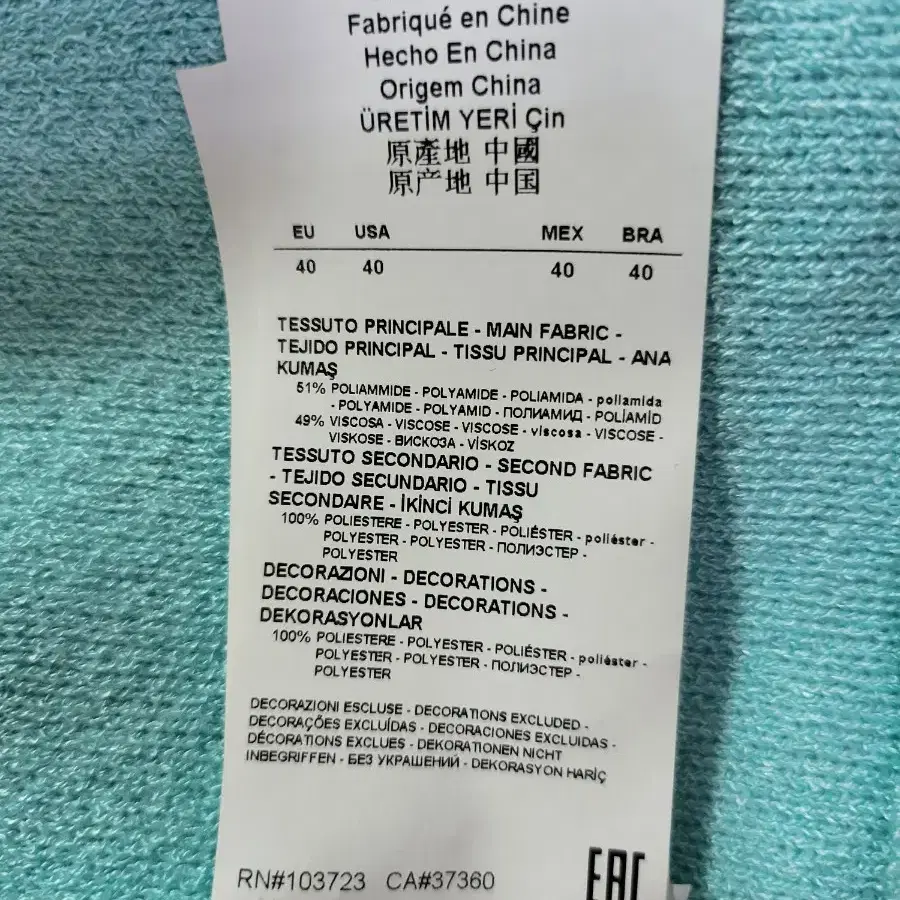 Fabriqué en Chine
Hecho En China
Origem China
ÜRETİM YERİ Çin
原產地 中國
原产地 中国
EU USA MEX BRA
40 40 40 40
TESSUTO PRINCIPALE - MAIN FABRIC -
TEJIDO PRINCIPAL - TISSU PRINCIPAL - ANA
KUMAŞ
51% POLIAMMIDE - POLYAMIDE - POLIAMIDA - poliamida
- POLYAMIDE - POLYAMID - ПОЛИАМИД - POLİAMİD
49% VISCOSA - VISCOSE - VISCOSE - viscosa - VISCOSE -
VISKOSE - ВИСКОЗА - VİSKOZ
TESSUTO SECONDARIO - SECOND FABRIC
- TEJIDO SECUNDARIO - TISSU
SECONDAIRE - İKİNCİ KUMAŞ
100% POLIESTERE - POLYESTER - POLIÉSTER - poliéster -
POLYESTER - POLYESTER - ПОЛИЭСТЕР -
POLYESTER
DECORAZIONI - DECORATIONS -
DECORACIONES - DECORATIONS -
DEKORASYONLAR
100% POLIESTERE - POLYESTER - POLIÉSTER - poliéster -
POLYESTER - POLYESTER - ПОЛИЭСТЕР -
POLYESTER
DECORAZIONI ESCLUSE - DECORATIONS EXCLUDED -
DECORAÇÕES EXCLUÍDAS - DECORACIONES EXCLUIDAS -
DÉCORATIONS EXCLUES - DEKORATIONEN NICHT
INBEGRIFFEN - БЕЗ УКРАШЕНИЙ - DEKORASYON HARİÇ
RN#103723 CA#37360
EAC